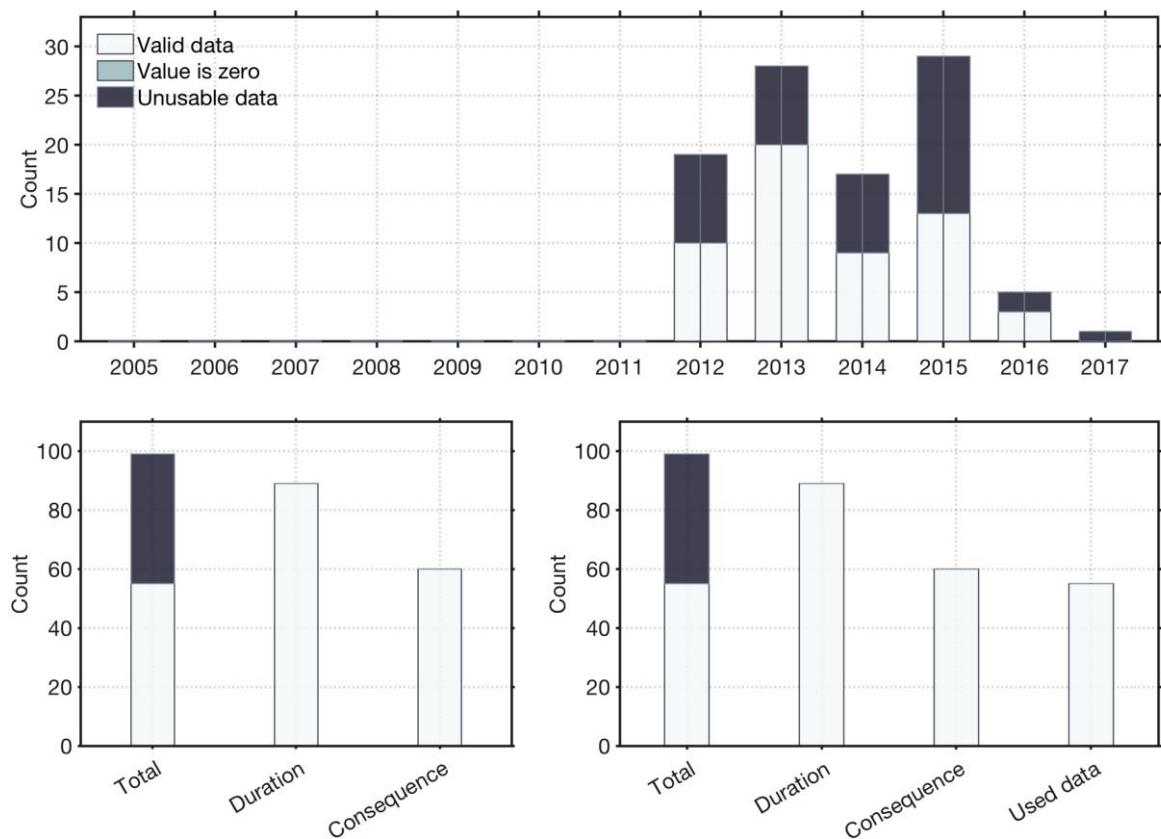 30
Valid data
Value is zero
Unusable data
20
15
10
5
0
Count
2005 2006 2007 2008 2009 2010 2011 2012 2013 2014 2015 2016 2017
100
80
60
40
20
0
Count
Total Duration Consequence
100
80
60
40
20
0
Count
Total Duration Consequence Used data